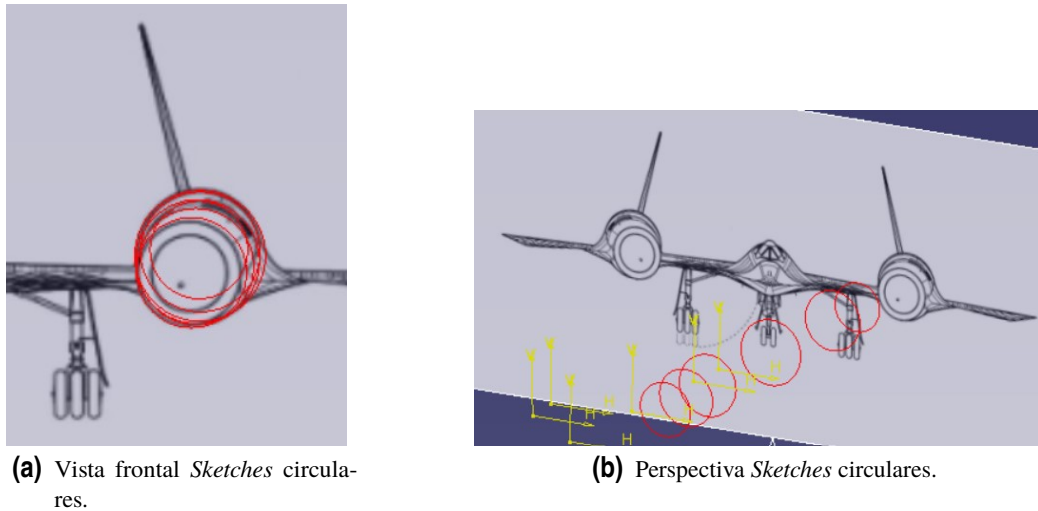 (a) Vista frontal Sketches circula-
res.
(b) Perspectiva Sketches circulares.
V
V
V
V
V
V
H
H
H
H
H
H